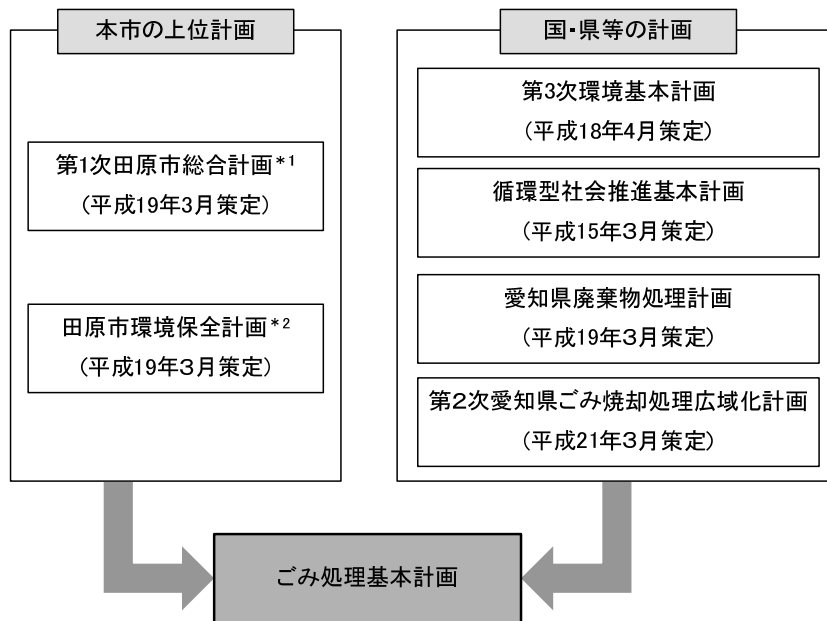 本市の上位計画
第1次田原市総合計画*1
(平成19年3月策定)
田原市環境保全計画*2
(平成19年３月策定)
国・県等の計画
第3次環境基本計画
(平成18年4月策定)
循環型社会推進基本計画
(平成15年３月策定)
愛知県廃棄物処理計画
(平成19年３月策定)
第２次愛知県ごみ焼却処理広域化計画
(平成21年３月策定)
ごみ処理基本計画